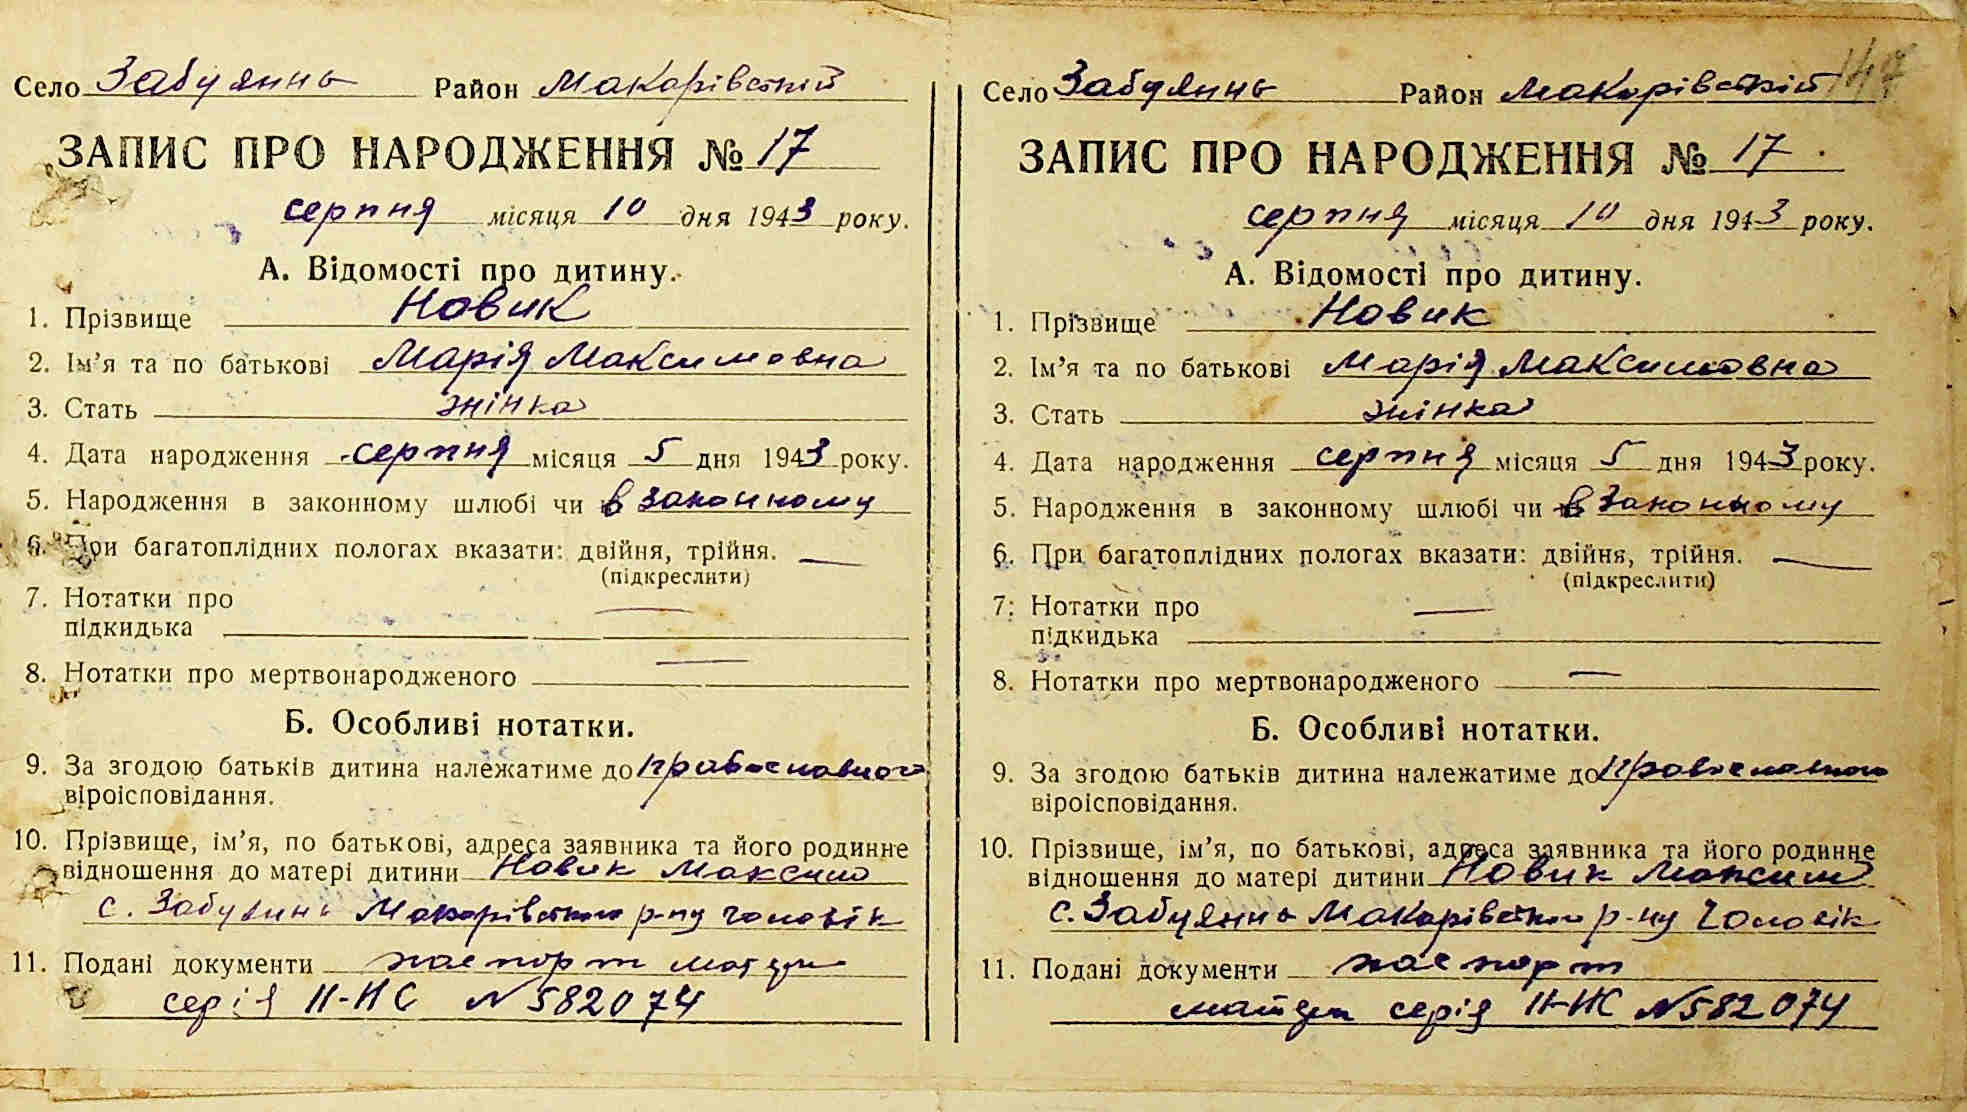 Село Забуяннь Район Макарівський
ЗАПИС ПРО НАРОДЖЕННЯ № 17
серпня місяця 10 дня 1943 року.
А. Відомості про дитину.
1. Прізвище Новик
2. Ім'я та по батькові Марія Максимовна
3. Стать жінка
4. Дата народження серпня місяця 5 дня 1943 року.
5. Народження в законному шлюбі чи в законному
6. При багатоплідних пологах вказати: двійня, трійня. —
(підкреслити)
7. Нотатки про —
підкидька
8. Нотатки про мертвонародженого —
Б. Особливі нотатки.
9. За згодою батьків дитина належатиме до православного
віроісповідання.
10. Прізвище, ім'я, по батькові, адреса заявника та його родинне
відношення до матері дитини Новик Максим
с. Забуянь Макарівського р-ну чоловік
11. Подані документи паспорт матери
серія II-НС № 582074
147
Село Забуяннь Район Макарівській
ЗАПИС ПРО НАРОДЖЕННЯ № 17
серпня місяця 10 дня 1943 року.
А. Відомості про дитину.
1. Прізвище Новик
2. Ім'я та по батькові Марія Максимовна
3. Стать жінка
4. Дата народження серпня місяця 5 дня 1943 року.
5. Народження в законному шлюбі чи в законному
6. При багатоплідних пологах вказати: двійня, трійня. —
(підкреслити)
7. Нотатки про —
підкидька
8. Нотатки про мертвонародженого —
Б. Особливі нотатки.
9. За згодою батьків дитина належатиме до православного
віроісповідання.
10. Прізвище, ім'я, по батькові, адреса заявника та його родинне
відношення до матері дитини Новик Максим
с. Забуяннь Макарівського р-ну чоловік
11. Подані документи паспорт
матери серія II-НС № 582074